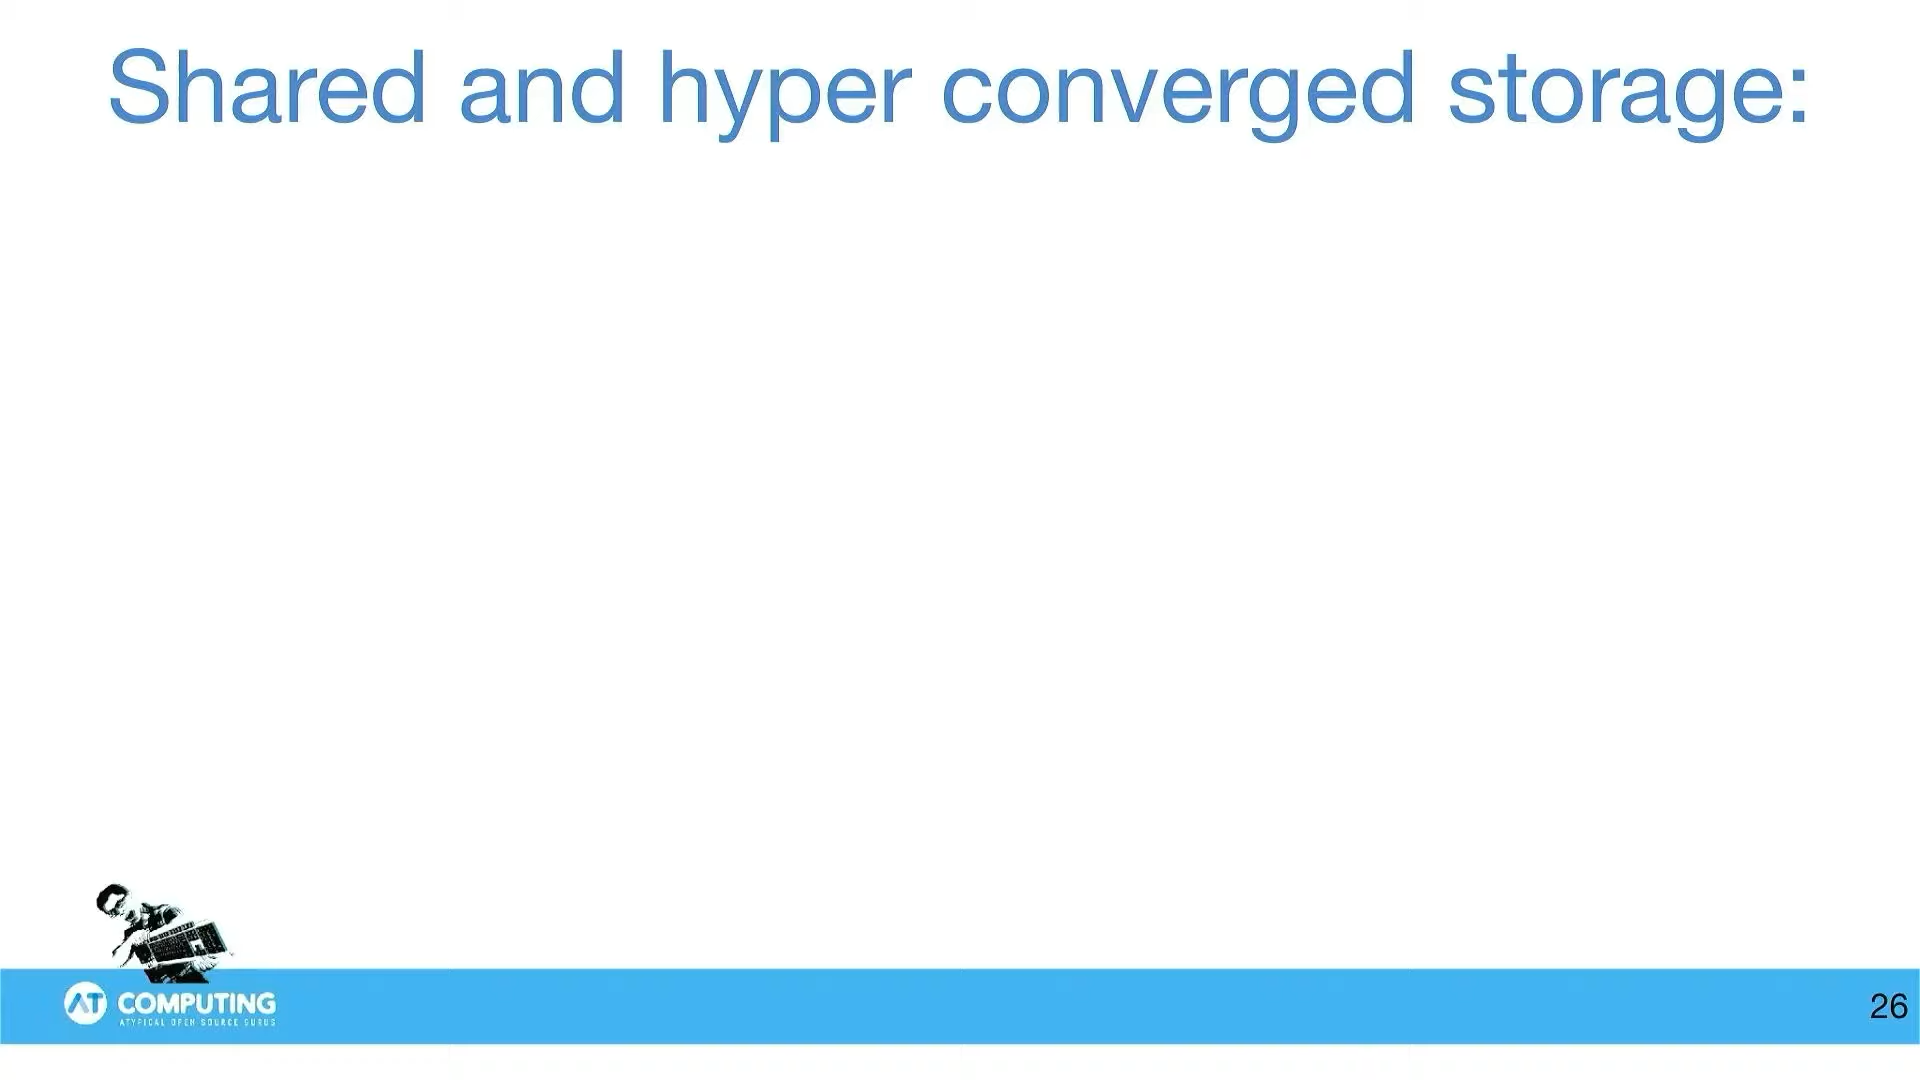 Shared and hyper converged storage:
AT COMPUTING
ATYPICAL OPEN SOURCE GURUS
26